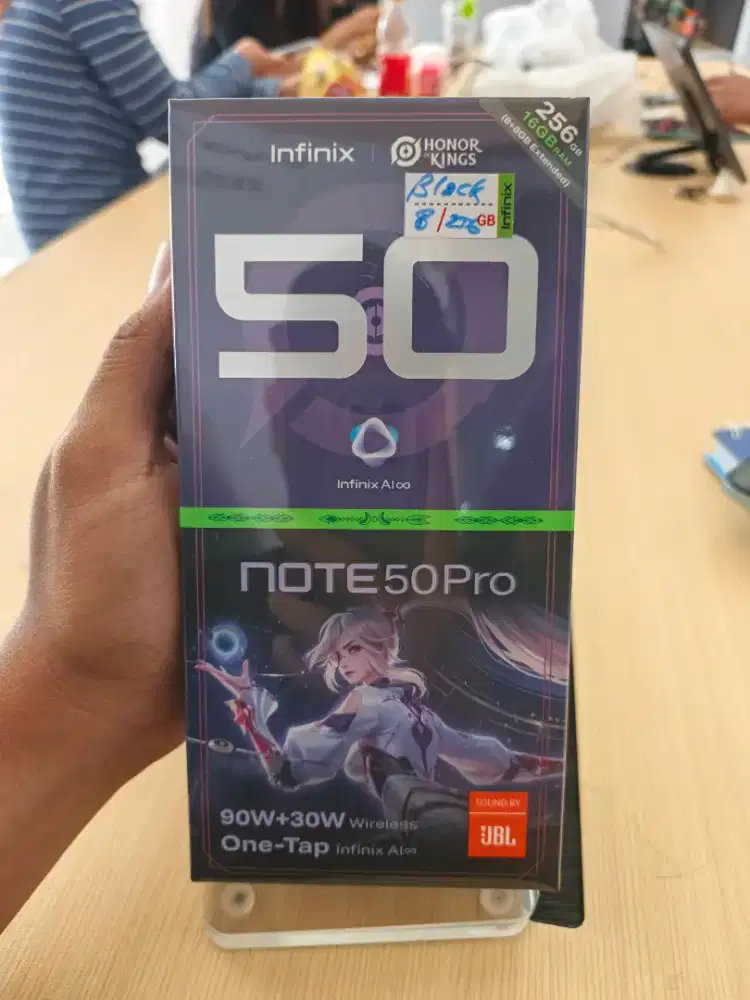 256GB
16GB RAM
(8+8GB Extended)
Infinix | HONOR OF KINGS
Black
8/256 GB
Infinix
50
Infinix AI∞
NOTE 50Pro
90W+30W Wireless
One-Tap Infinix AI∞
SOUND BY
JBL